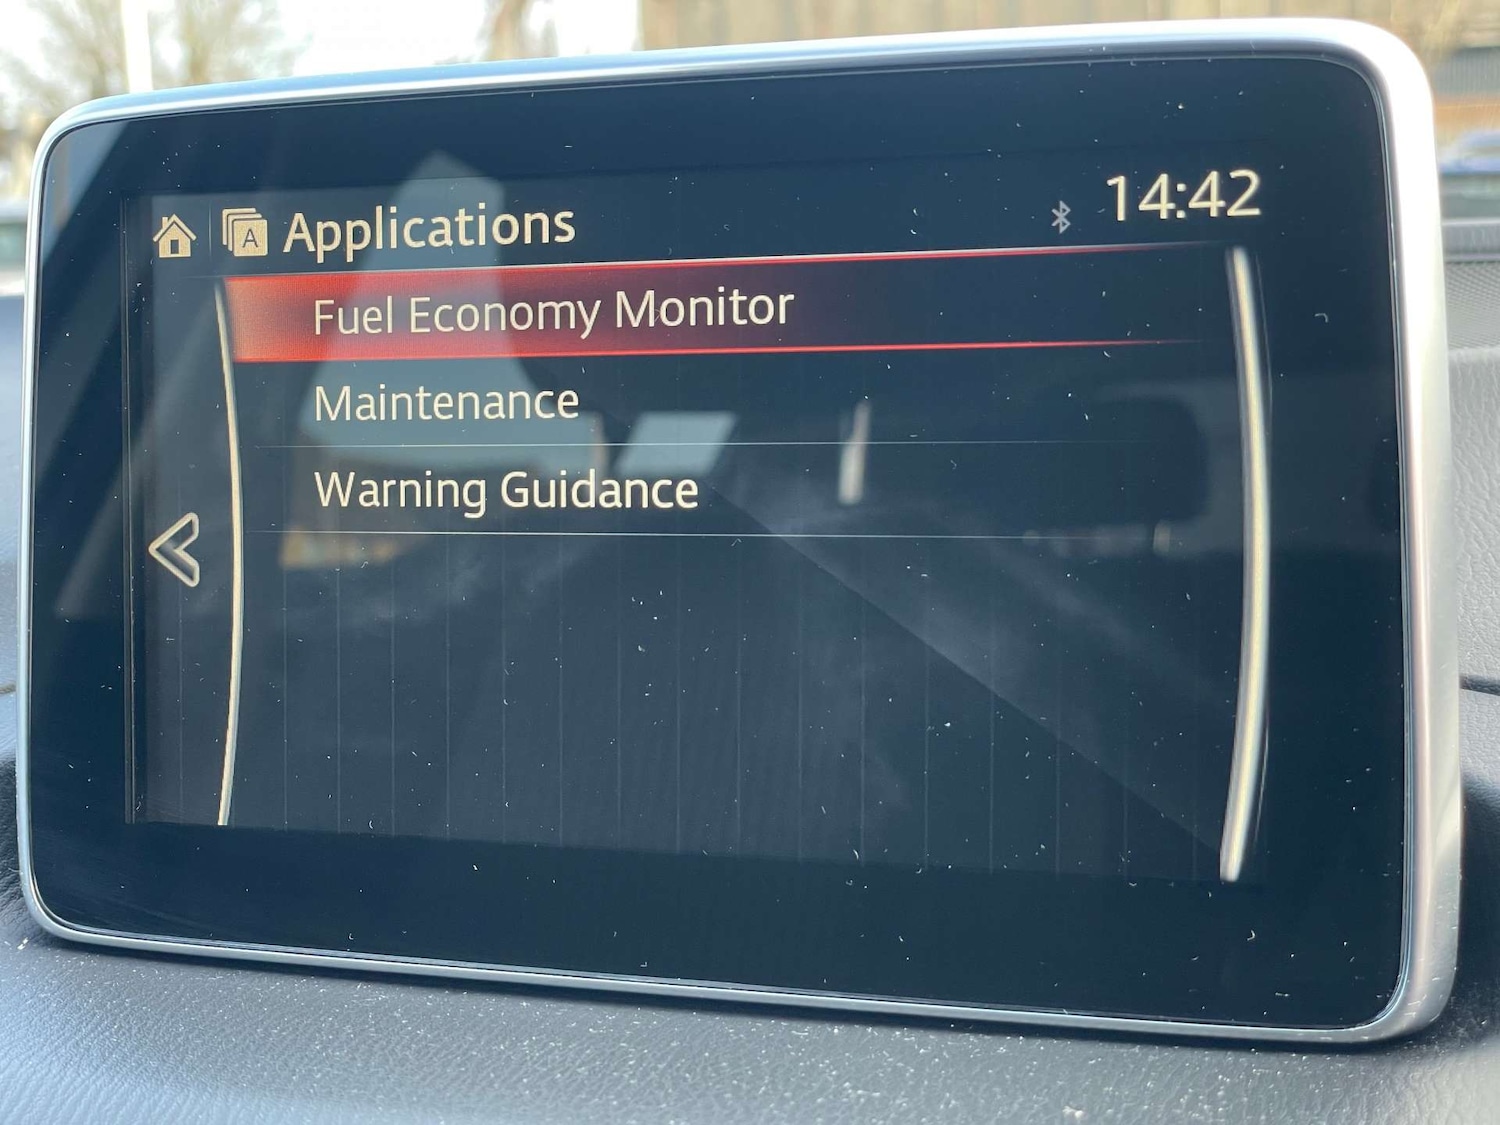 A Applications
14:42
Fuel Economy Monitor
Maintenance
Warning Guidance